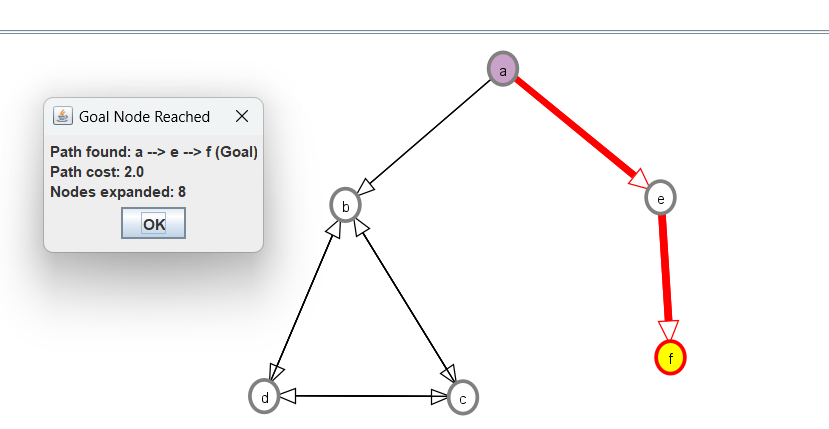 a
Goal Node Reached
Path found: a --> e --> f (Goal)
Path cost: 2.0
Nodes expanded: 8
OK
b
e
f
d
c